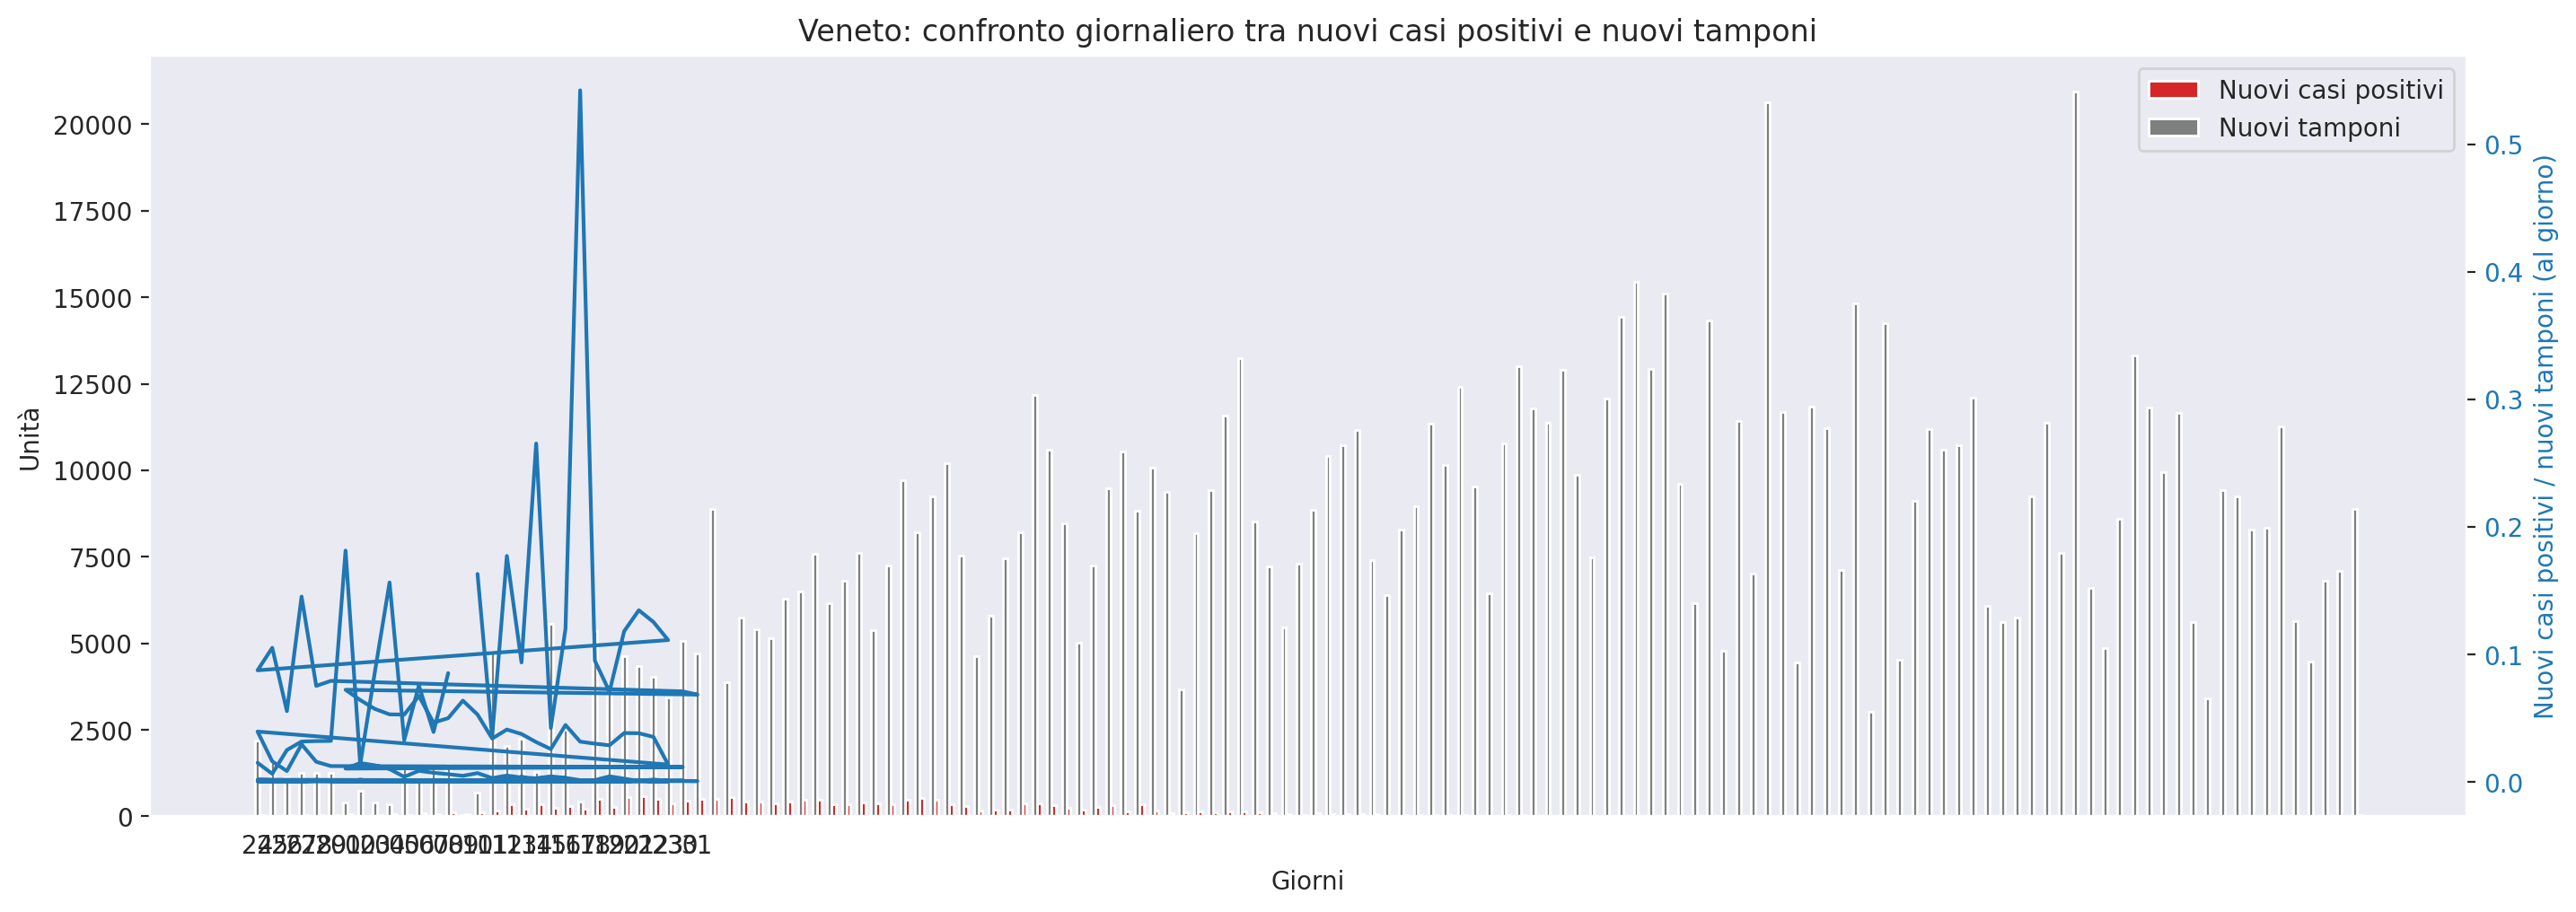 Veneto: confronto giornaliero tra nuovi casi positivi e nuovi tamponi
Nuovi casi positivi
Nuovi tamponi
20000
17500
15000
12500
10000
7500
5000
2500
0
Unità
0.5
0.4
0.3
0.2
0.1
0.0
Nuovi casi positivi / nuovi tamponi (al giorno)
Giorni